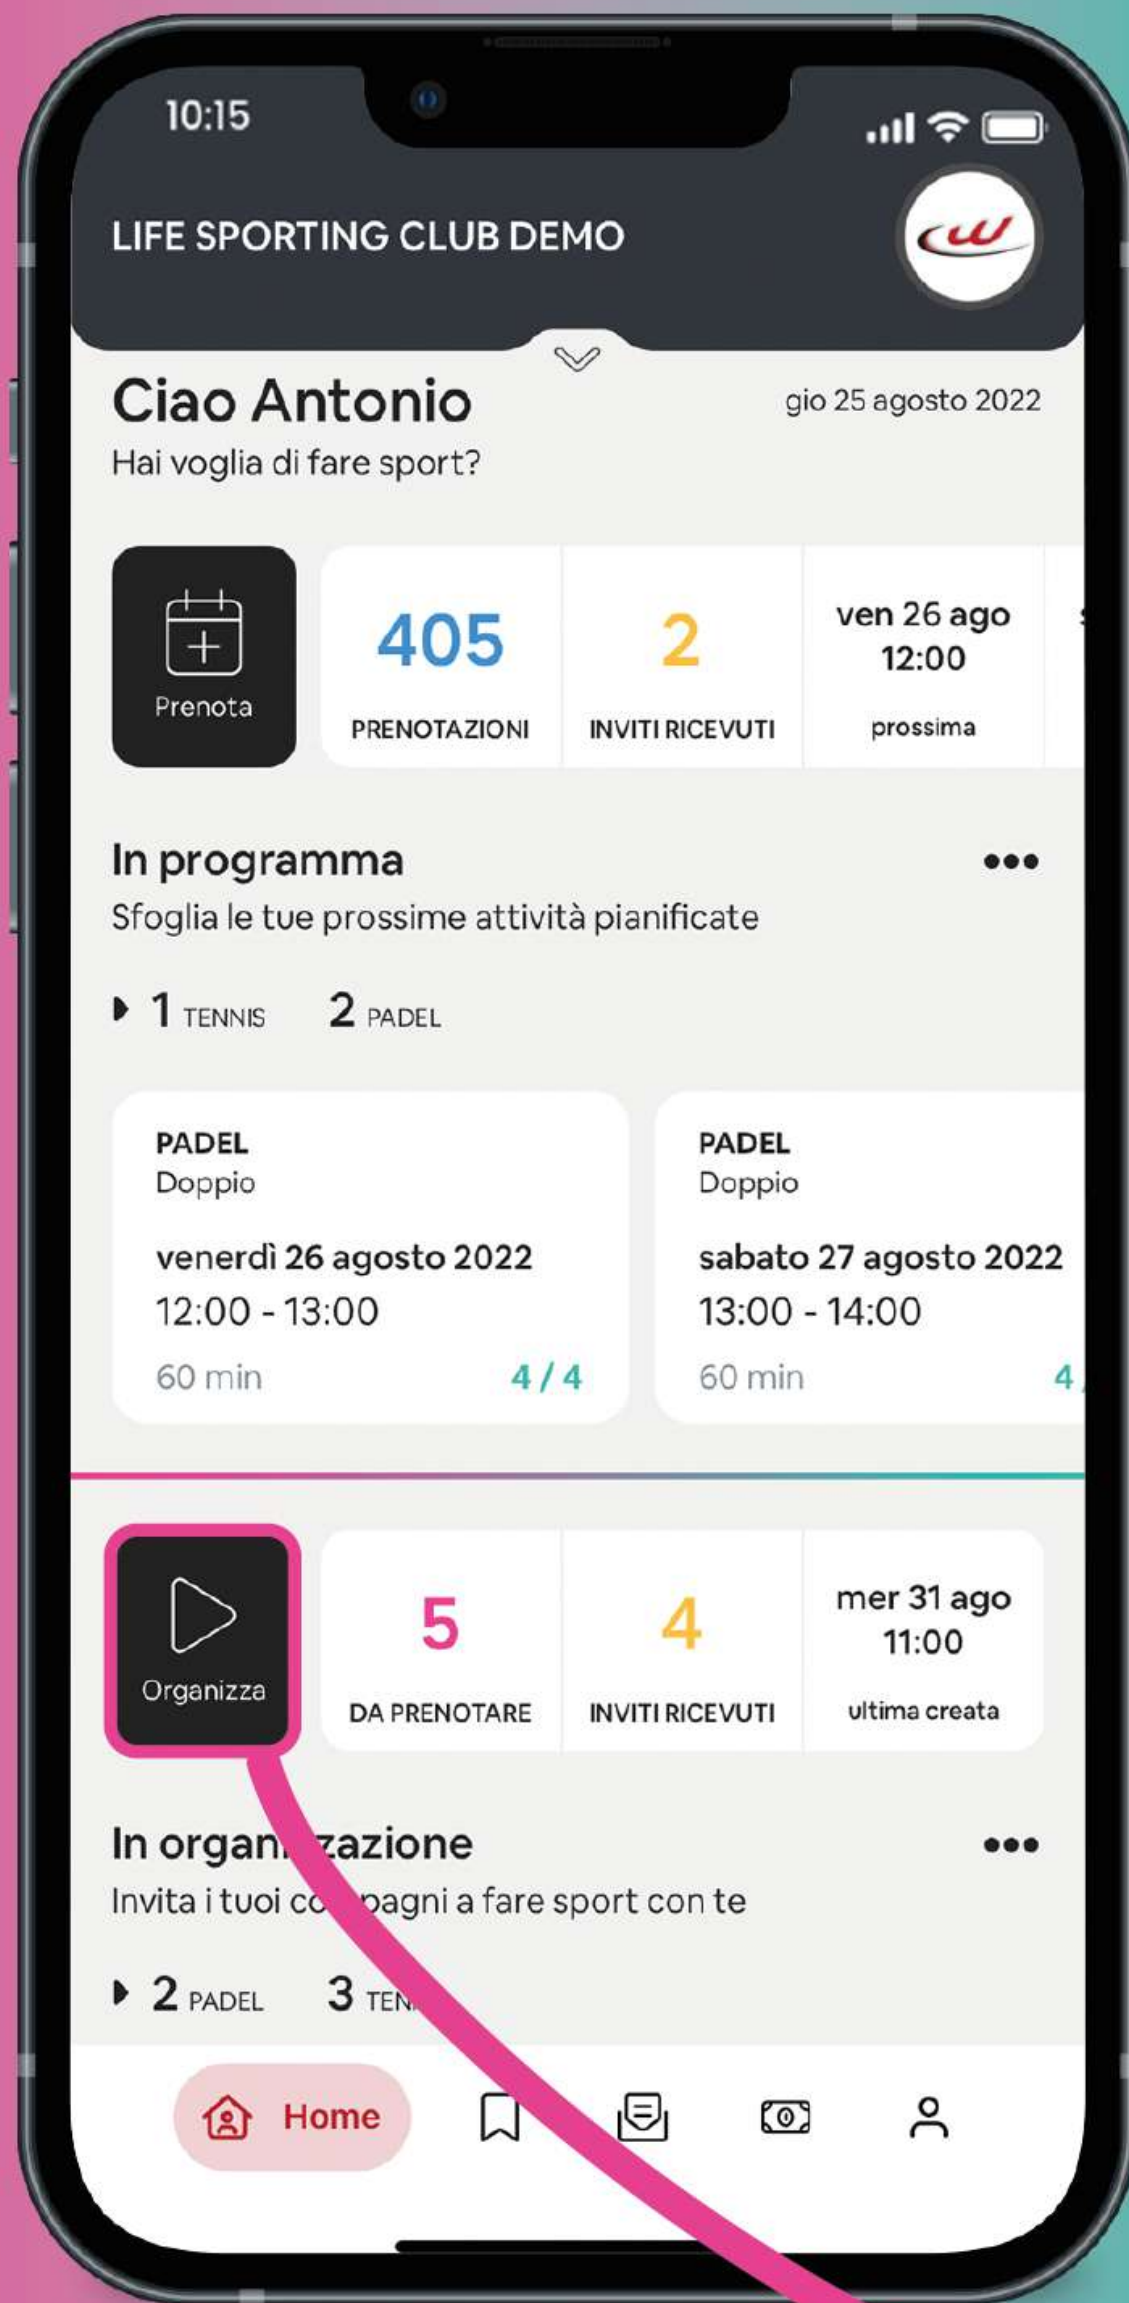 10:15
LIFE SPORTING CLUB DEMO
Ciao Antonio
gio 25 agosto 2022
Hai voglia di fare sport?
Prenota
405
PRENOTAZIONI
2
INVITI RICEVUTI
ven 26 ago
12:00
prossima
In programma
Sfoglia le tue prossime attività pianificate
1 TENNIS 2 PADEL
PADEL
Doppio
venerdì 26 agosto 2022
12:00 - 13:00
60 min 4 / 4
PADEL
Doppio
sabato 27 agosto 2022
13:00 - 14:00
60 min 4
Organizza
5
DA PRENOTARE
4
INVITI RICEVUTI
mer 31 ago
11:00
ultima creata
In organizzazione
Invita i tuoi compagni a fare sport con te
2 PADEL 3
Home